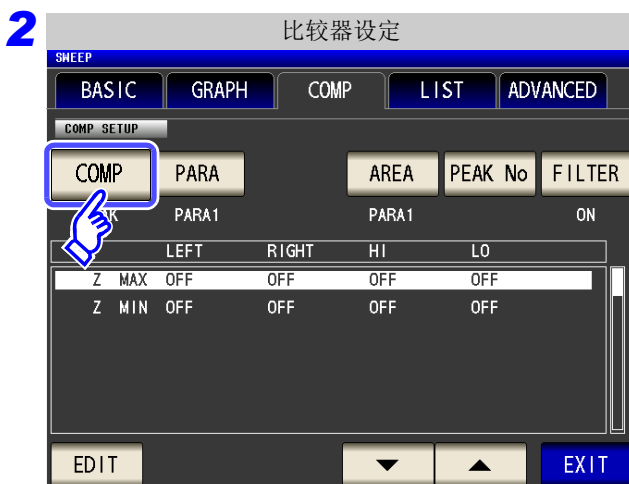 2
比较器设定
SWEEP
BASIC GRAPH COMP LIST ADVANCED
COMP SETUP
COMP PARA AREA PEAK No FILTER
PARA1 PARA1 ON
LEFT RIGHT HI LO
Z MAX OFF OFF OFF OFF
Z MIN OFF OFF OFF OFF
EDIT EXIT